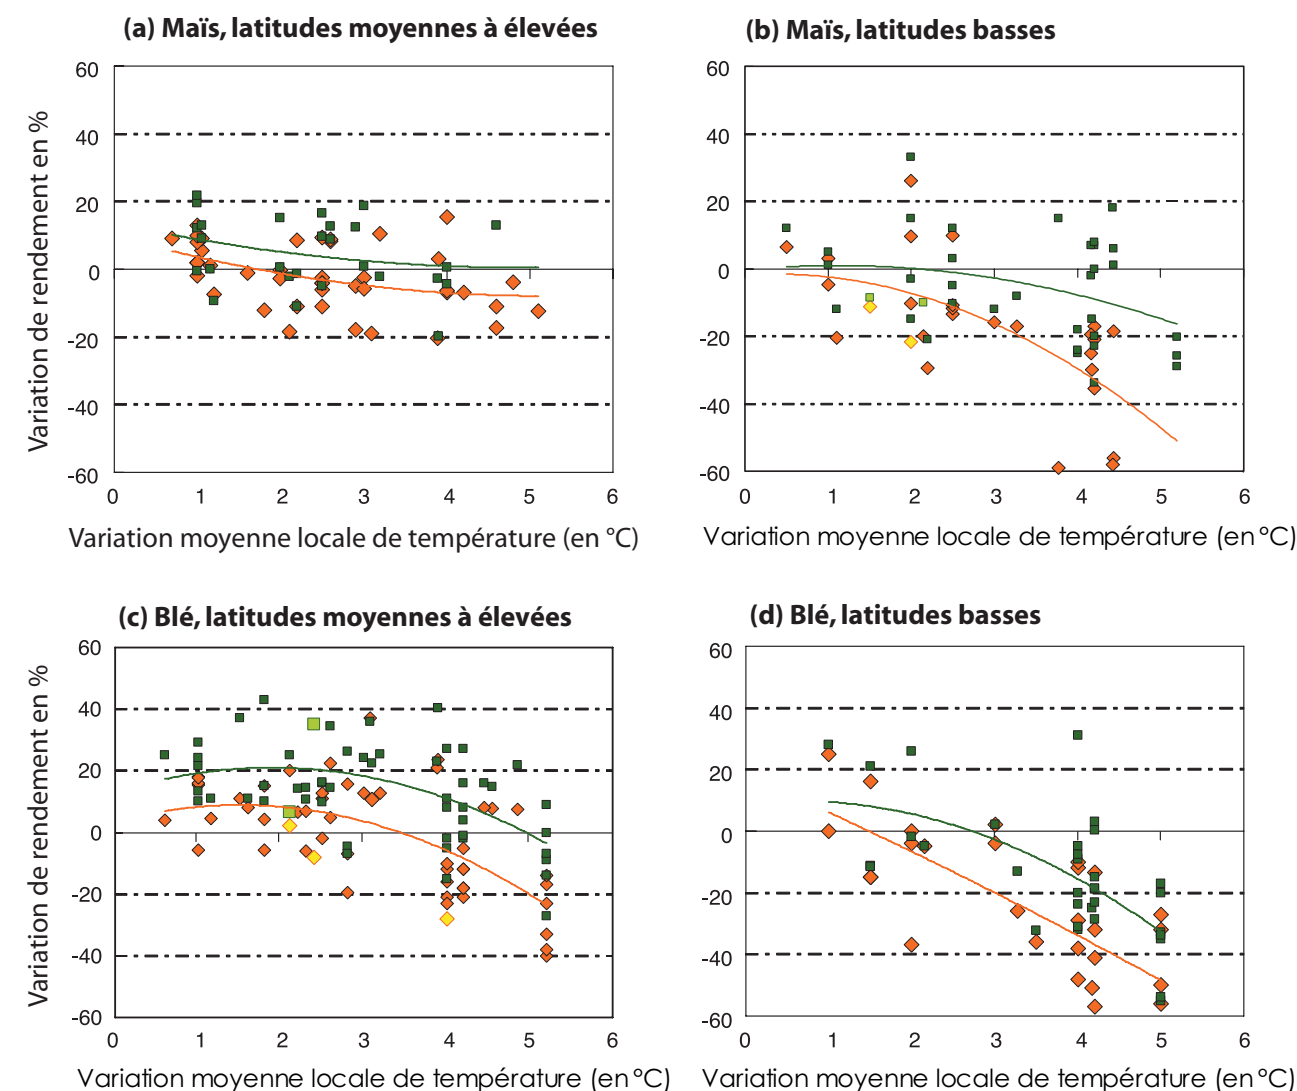 (a) Maïs, latitudes moyennes à élevées
(b) Maïs, latitudes basses
Variation de rendement en %
60
40
20
0
-20
-40
-60
0 1 2 3 4 5 6
Variation moyenne locale de température (en °C)
60
40
20
0
-20
-40
-60
0 1 2 3 4 5 6
Variation moyenne locale de température (en °C)
(c) Blé, latitudes moyennes à élevées
(d) Blé, latitudes basses
Variation de rendement en %
60
40
20
0
-20
-40
-60
0 1 2 3 4 5 6
Variation moyenne locale de température (en °C)
60
40
20
0
-20
-40
-60
0 1 2 3 4 5 6
Variation moyenne locale de température (en °C)